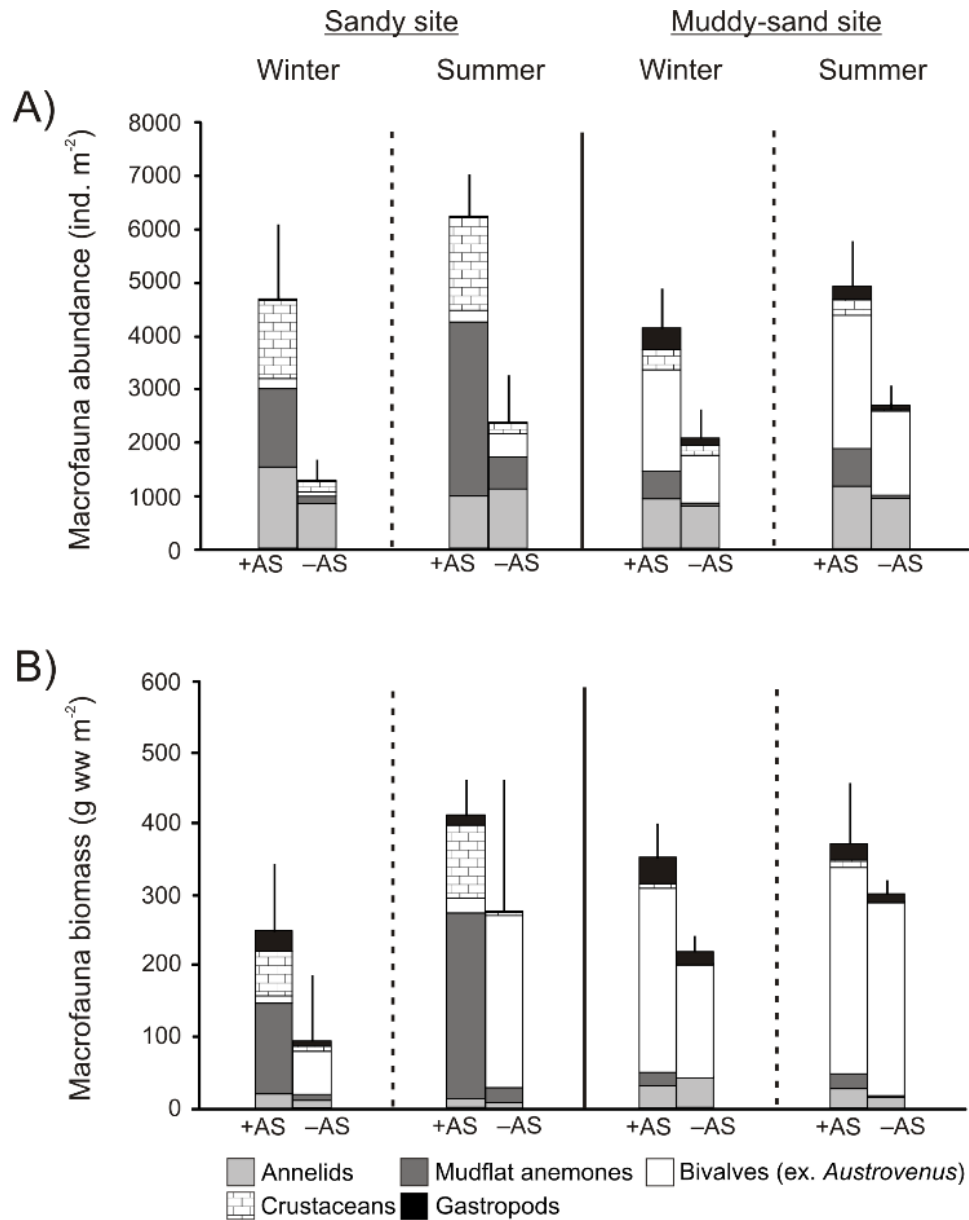 Sandy site Muddy-sand site
Winter Summer Winter Summer
A)
Macrofauna abundance (ind. m⁻²)
8000
7000
6000
5000
4000
3000
2000
1000
0
+AS –AS +AS –AS +AS –AS +AS –AS
B)
Macrofauna biomass (g ww m⁻²)
600
500
400
300
200
100
0
+AS –AS +AS –AS +AS –AS +AS –AS
Annelids Mudflat anemones Bivalves (ex. Austrovenus)
Crustaceans Gastropods